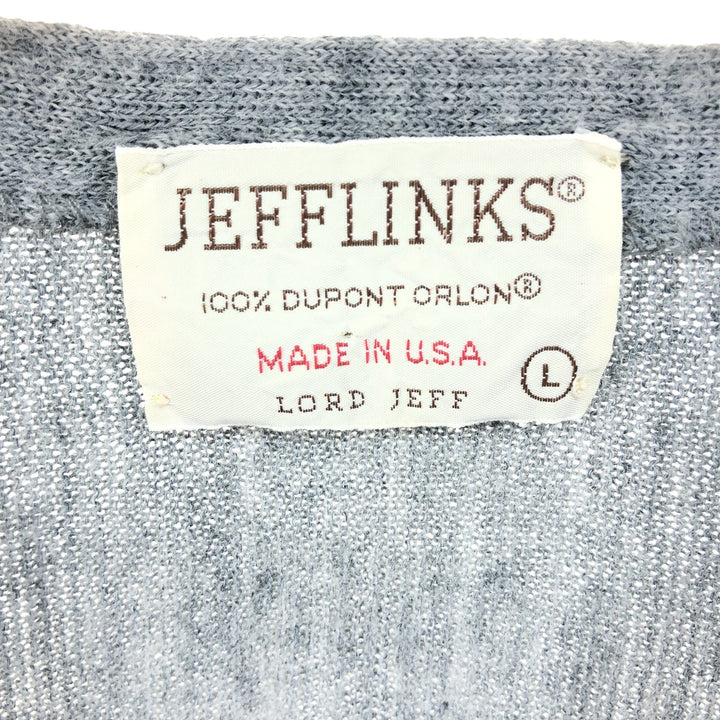 JEFFLINKS®
100% DUPONT ORLON®
MADE IN U.S.A.
LORD JEFF
L